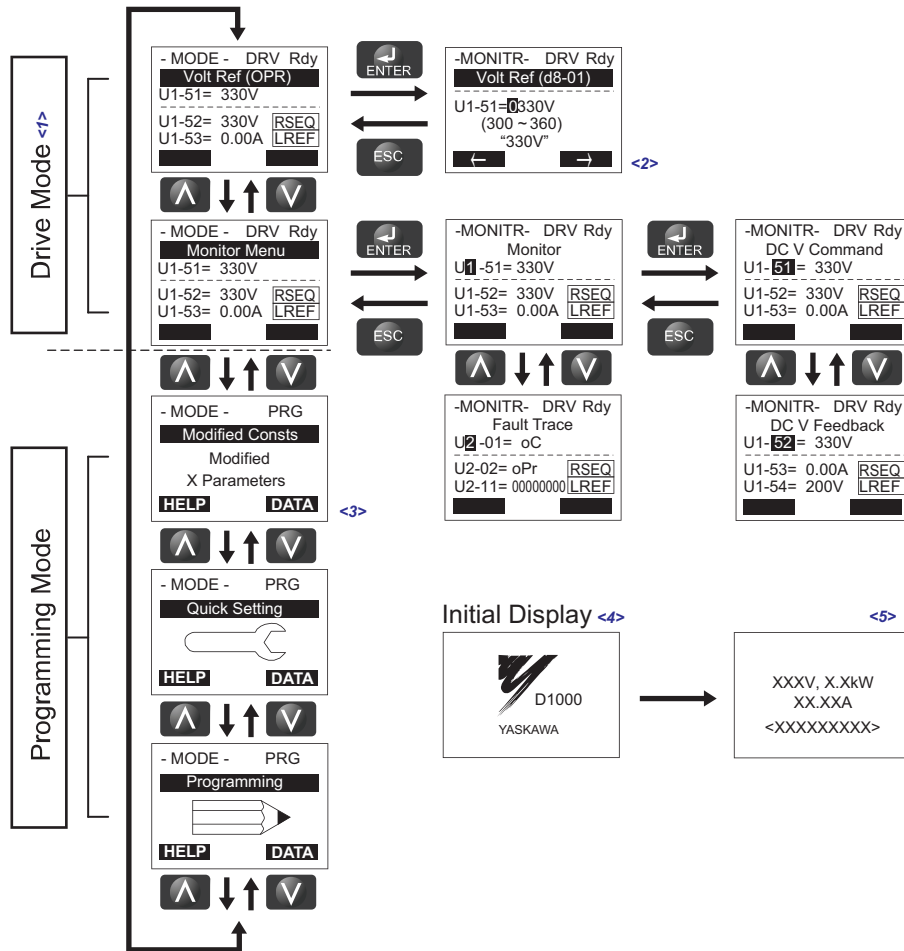 Drive Mode <1>
- MODE - DRV Rdy
Volt Ref (OPR)
U1-51= 330V
U1-52= 330V RSEQ
U1-53= 0.00A LREF
ENTER
ESC
-MONITR- DRV Rdy
Volt Ref (d8-01)
U1-51=0330V
(300 ~ 360)
“330V”
← →
<2>
- MODE - DRV Rdy
Monitor Menu
U1-51= 330V
U1-52= 330V RSEQ
U1-53= 0.00A LREF
ENTER
ESC
-MONITR- DRV Rdy
Monitor
U1 -51= 330V
U1-52= 330V RSEQ
U1-53= 0.00A LREF
ENTER
ESC
-MONITR- DRV Rdy
DC V Command
U1- 51 = 330V
U1-52= 330V RSEQ
U1-53= 0.00A LREF
-MONITR- DRV Rdy
Fault Trace
U2 -01= oC
U2-02= oPr RSEQ
U2-11= 00000000 LREF
-MONITR- DRV Rdy
DC V Feedback
U1- 52 = 330V
U1-53= 0.00A RSEQ
U1-54= 200V LREF
Programming Mode
- MODE - PRG
Modified Consts
Modified
X Parameters
HELP DATA
<3>
- MODE - PRG
Quick Setting
HELP DATA
- MODE - PRG
Programming
HELP DATA
Initial Display <4>
D1000
YASKAWA
<5>
XXXV, X.XkW
XX.XXA
<XXXXXXXXX>